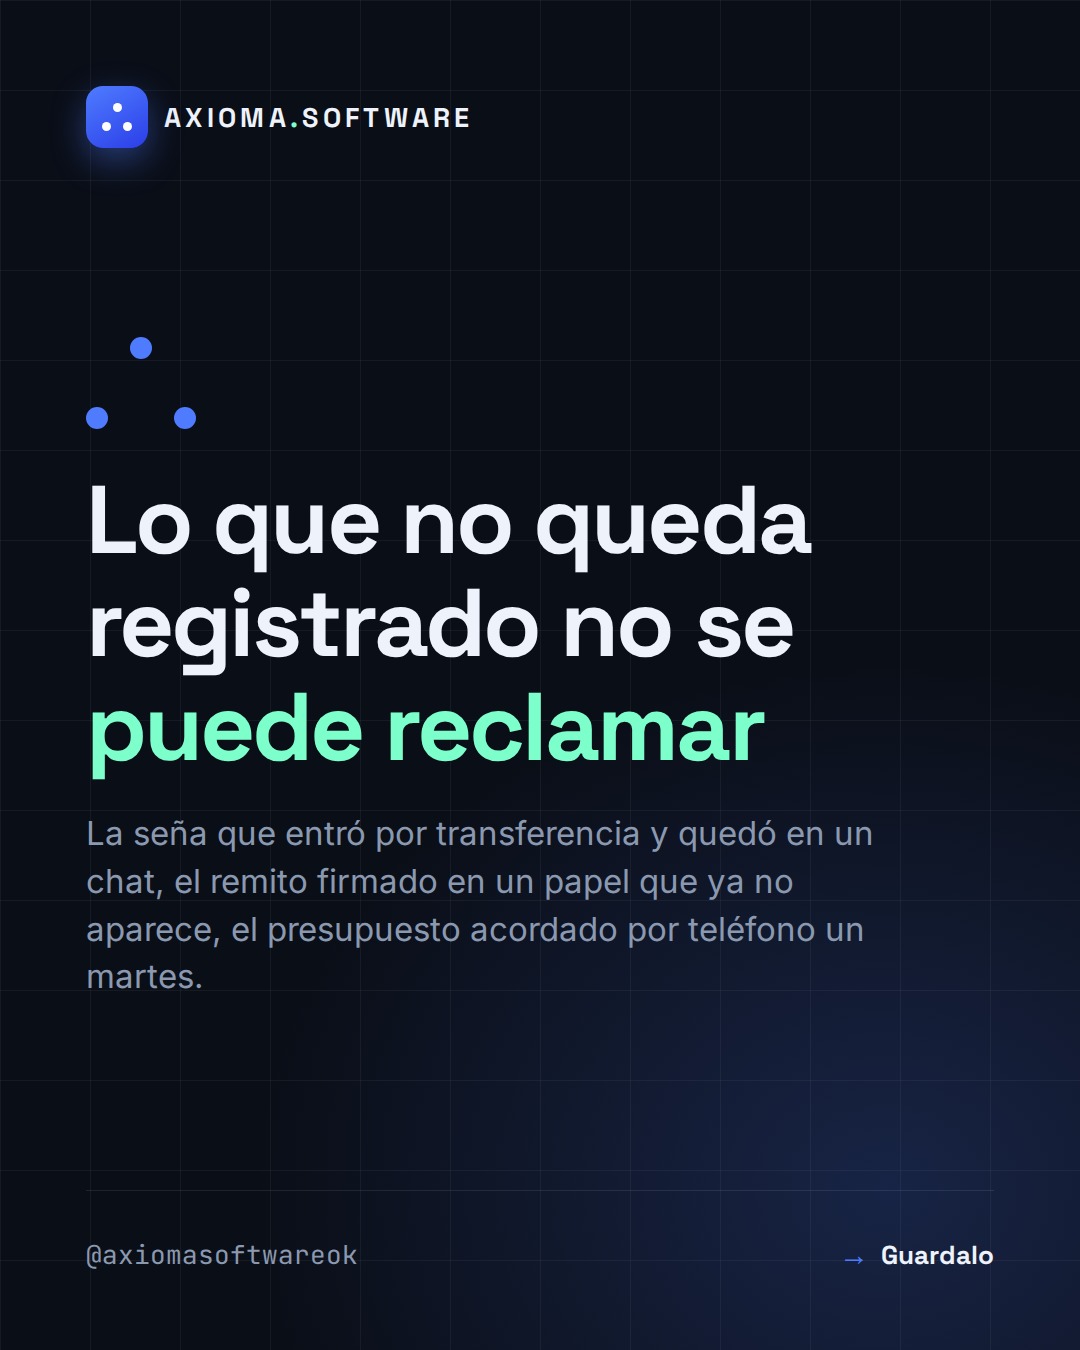 AXIOMA.SOFTWARE
Lo que no queda
registrado no se
puede reclamar
La seña que entró por transferencia y quedó en un
chat, el remito firmado en un papel que ya no
aparece, el presupuesto acordado por teléfono un
martes.
@axiomasoftwareok
→ Guardalo